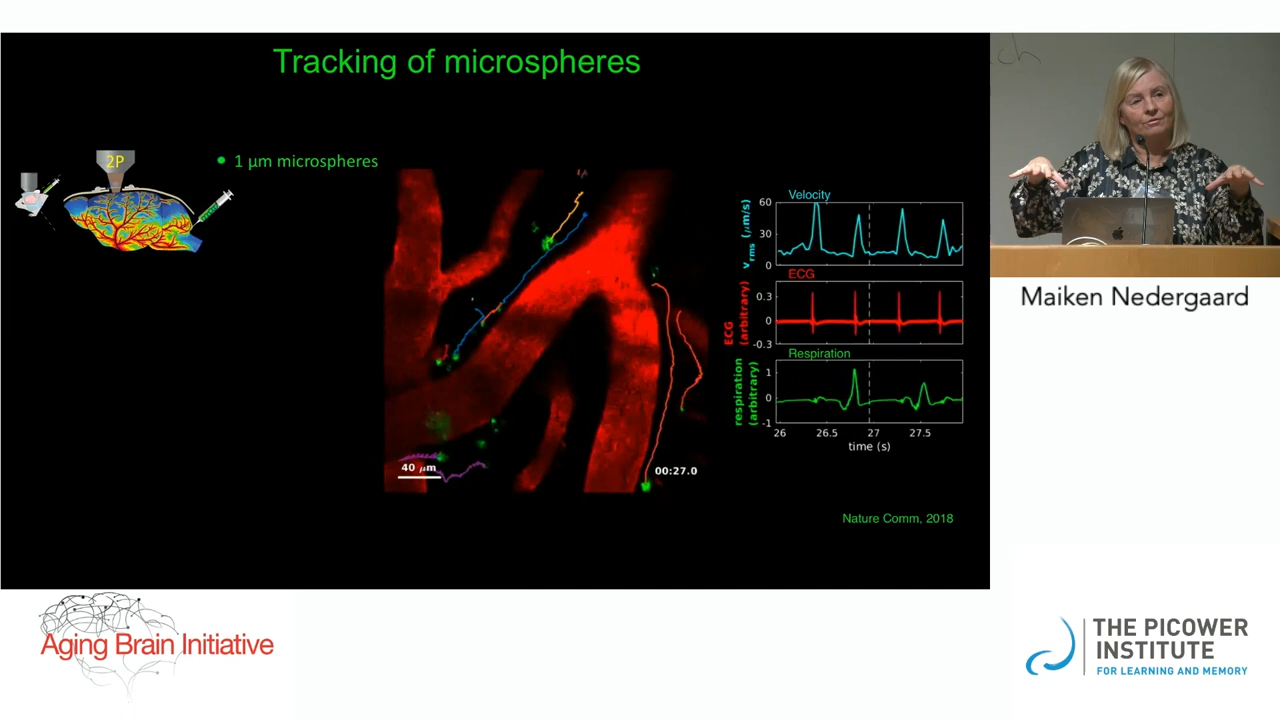 Tracking of microspheres
2P
1 µm microspheres
40 µm
00:27.0
Velocity
v rms (µm/s)
60
30
0
ECG
ECG (arbitrary)
0.3
0
-0.3
Respiration
respiration (arbitrary)
1
0
-1
26 26.5 27 27.5
time (s)
Nature Comm, 2018
ch
Maiken Nedergaard
Aging Brain Initiative
THE PICOWER
INSTITUTE
FOR LEARNING AND MEMORY